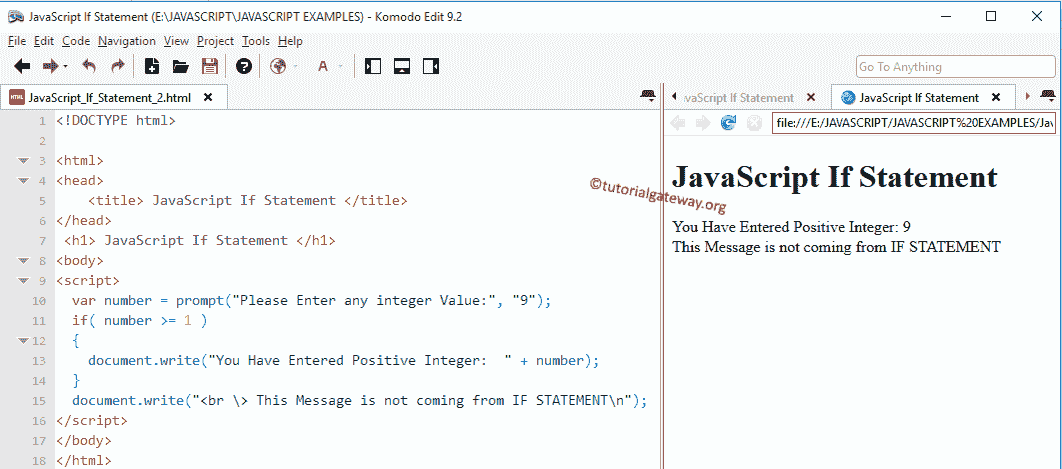 JavaScript If Statement (E:\JAVASCRIPT\JAVASCRIPT EXAMPLES) - Komodo Edit 9.2
File Edit Code Navigation View Project Tools Help
A
Go To Anything
HTML JavaScript_If_Statement_2.html
vaScript If Statement
JavaScript If Statement
1 <!DOCTYPE html>
2
3 <html>
4 <head>
5 <title> JavaScript If Statement </title>
6 </head>
7 <h1> JavaScript If Statement </h1>
8 <body>
9 <script>
10 var number = prompt("Please Enter any integer Value:", "9");
11 if( number >= 1 )
12 {
13 document.write("You Have Entered Positive Integer:  " + number);
14 }
15 document.write("<br \> This Message is not coming from IF STATEMENT\n");
16 </script>
17 </body>
18 </html>
file:///E:/JAVASCRIPT/JAVASCRIPT%20EXAMPLES/Jav
JavaScript If Statement
©tutorialgateway.org
You Have Entered Positive Integer: 9
This Message is not coming from IF STATEMENT